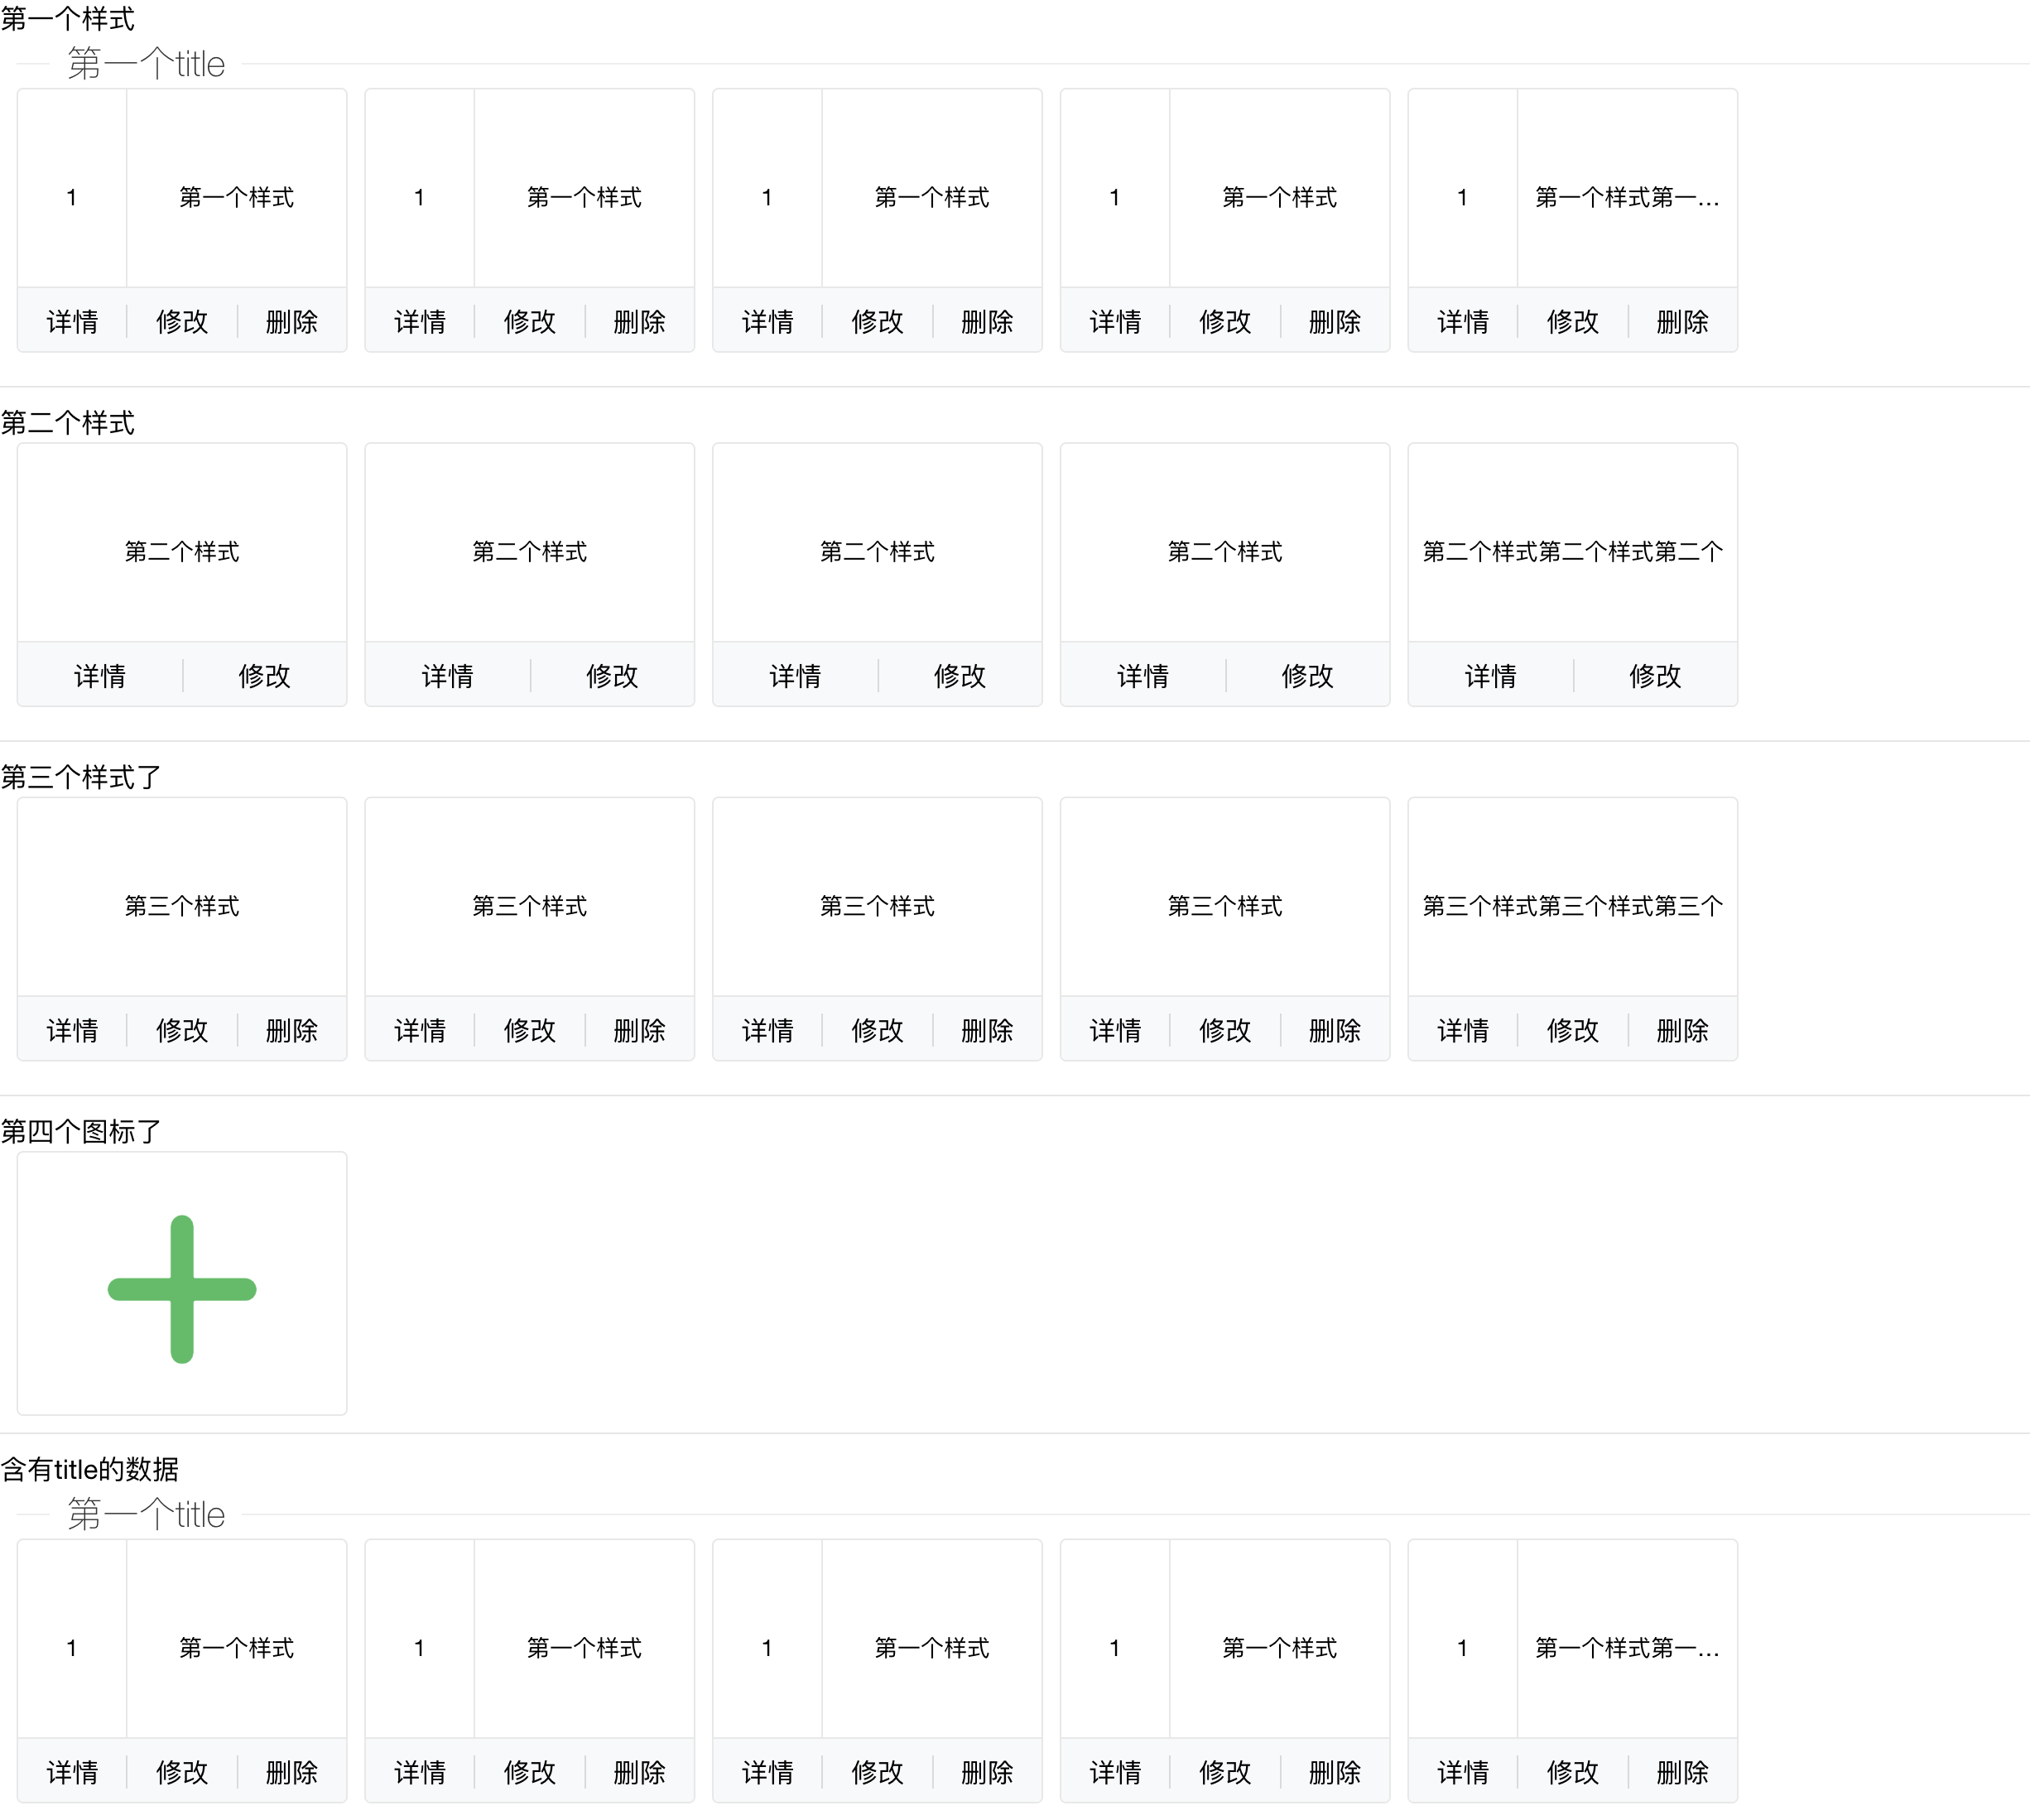 第一个样式
第一个title
1 第一个样式 1 第一个样式 1 第一个样式 1 第一个样式 1 第一个样式第一...
详情 修改 删除 详情 修改 删除 详情 修改 删除 详情 修改 删除 详情 修改 删除
第二个样式
第二个样式 第二个样式 第二个样式 第二个样式 第二个样式第二个样式第二个
详情 修改 详情 修改 详情 修改 详情 修改 详情 修改
第三个样式了
第三个样式 第三个样式 第三个样式 第三个样式 第三个样式第三个样式第三个
详情 修改 删除 详情 修改 删除 详情 修改 删除 详情 修改 删除 详情 修改 删除
第四个图标了
含有title的数据
第一个title
1 第一个样式 1 第一个样式 1 第一个样式 1 第一个样式 1 第一个样式第一...
详情 修改 删除 详情 修改 删除 详情 修改 删除 详情 修改 删除 详情 修改 删除